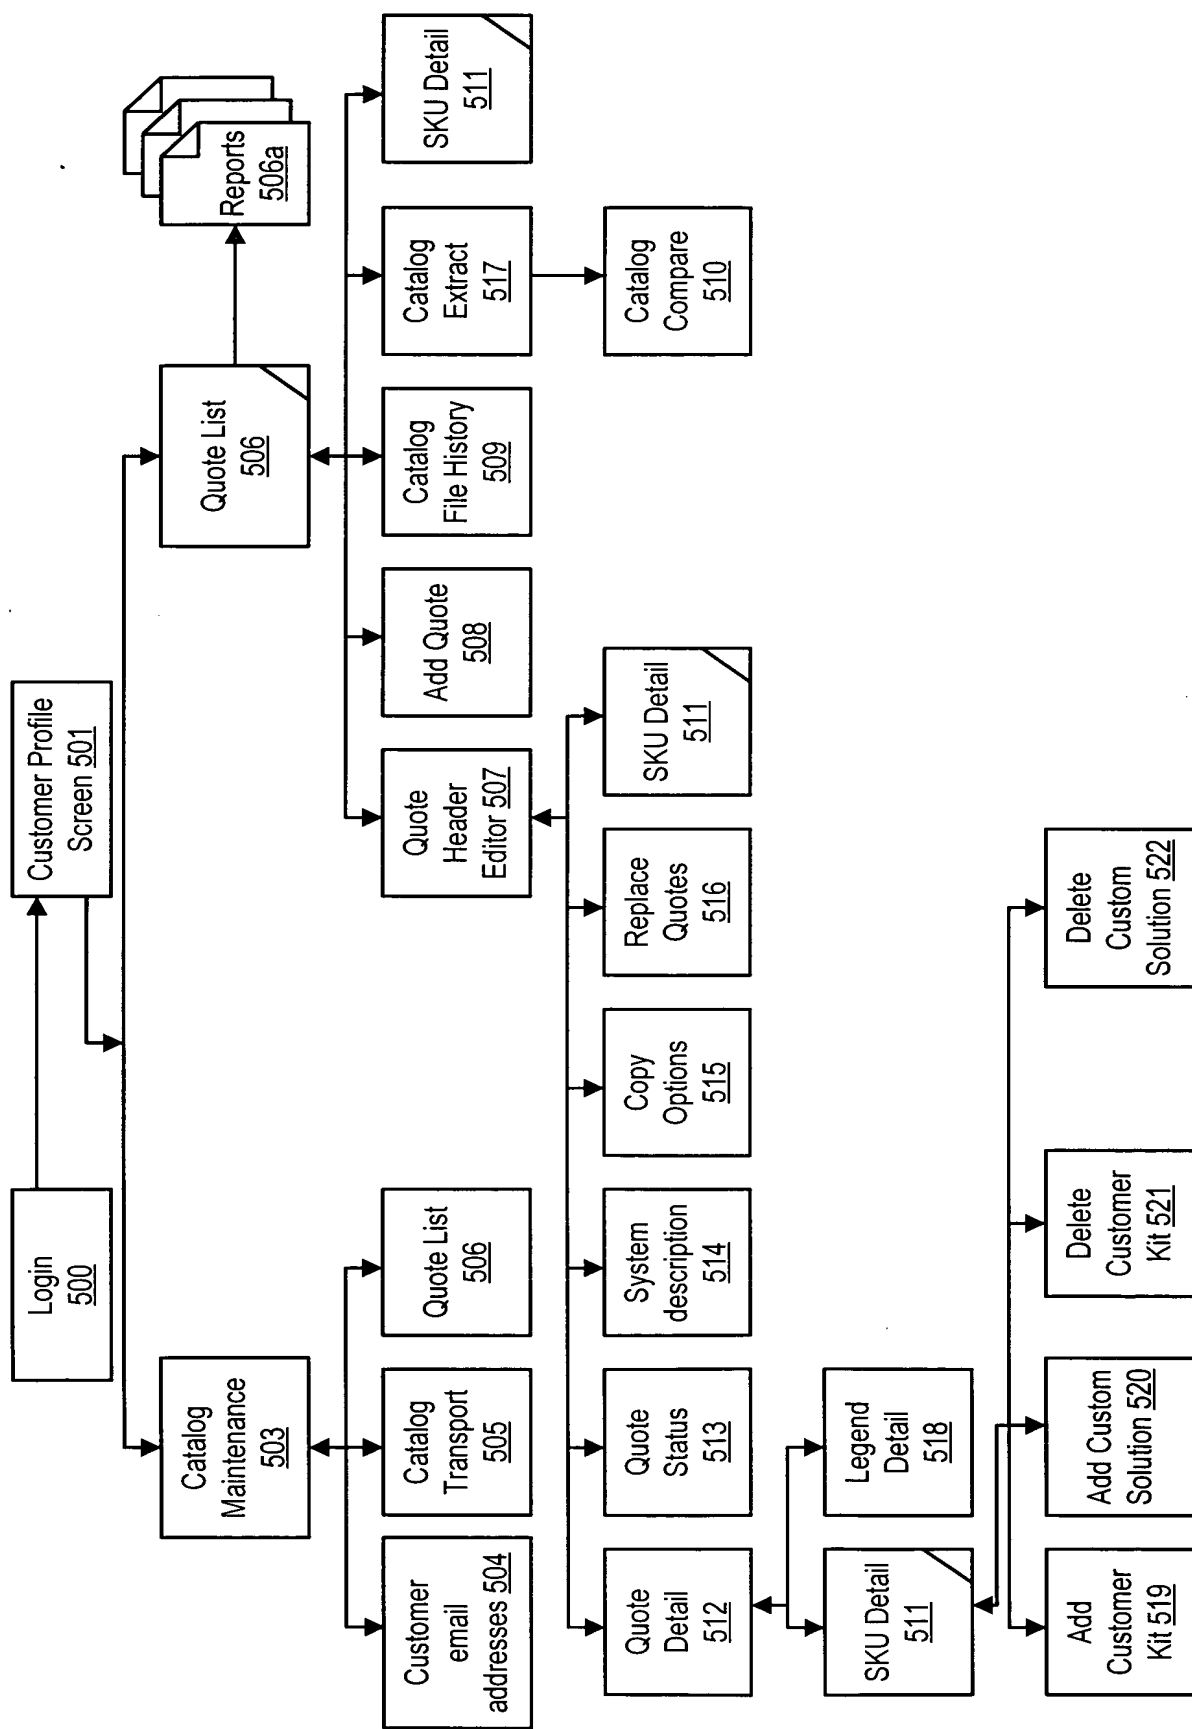 Login
500
Customer Profile
Screen 501
Catalog
Maintenance
503
Quote List
506
Reports
506a
Customer
email
addresses 504
Catalog
Transport
505
Quote List
506
Quote
Header
Editor 507
Add Quote
508
Catalog
File History
509
Catalog
Extract
517
SKU Detail
511
Quote
Detail
512
Quote
Status
513
System
description
514
Copy
Options
515
Replace
Quotes
516
SKU Detail
511
Catalog
Compare
510
SKU Detail
511
Legend
Detail
518
Add
Customer
Kit 519
Add Custom
Solution 520
Delete
Customer
Kit 521
Delete
Custom
Solution 522